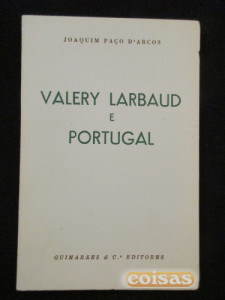 JOAQUIM PAÇO D'ARCOS
VALERY LARBAUD
E
PORTUGAL
GUIMARÃES & C.ª EDITORES
coisas